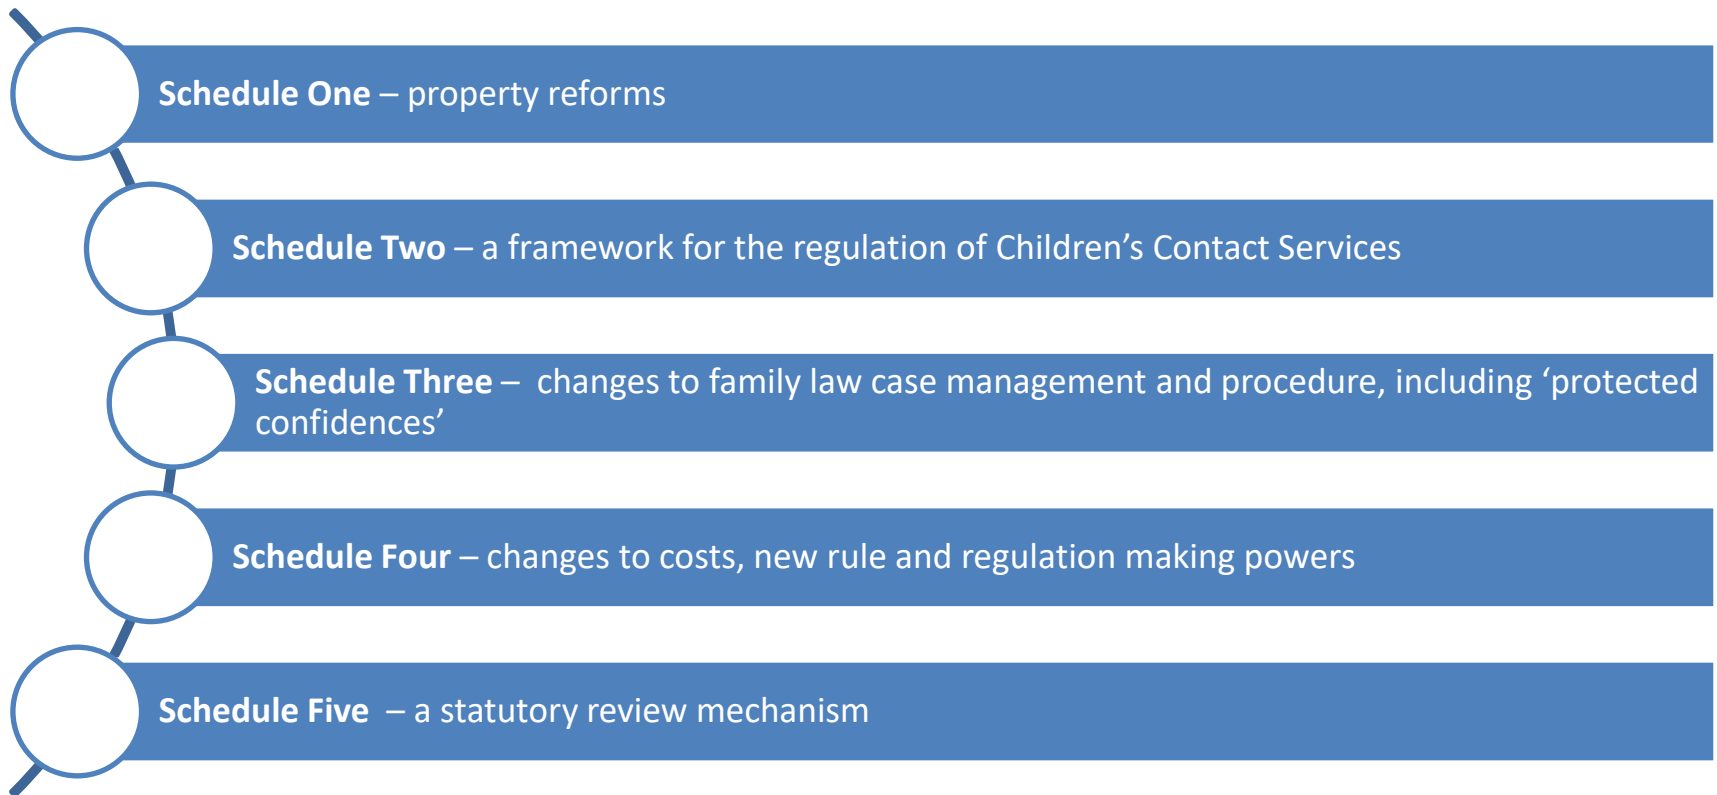 Schedule One – property reforms
Schedule Two – a framework for the regulation of Children’s Contact Services
Schedule Three –  changes to family law case management and procedure, including ‘protected
confidences’
Schedule Four – changes to costs, new rule and regulation making powers
Schedule Five  – a statutory review mechanism